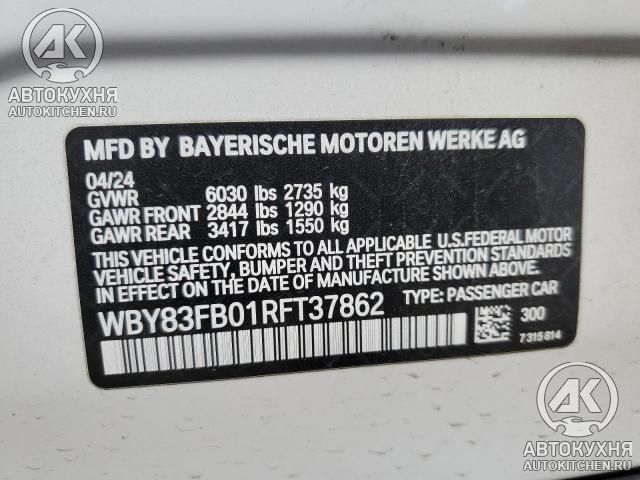 АК
АВТОКУХНЯ
AUTOKITCHEN.RU
MFD BY BAYERISCHE MOTOREN WERKE AG
04/24
GVWR 6030 lbs 2735 kg
GAWR FRONT 2844 lbs 1290 kg
GAWR REAR 3417 lbs 1550 kg
THIS VEHICLE CONFORMS TO ALL APPLICABLE U.S.FEDERAL MOTOR
VEHICLE SAFETY, BUMPER AND THEFT PREVENTION STANDARDS
IN EFFECT ON THE DATE OF MANUFACTURE SHOWN ABOVE.
WBY83FB01RFT37862 TYPE: PASSENGER CAR
300
7315814
АК
АВТОКУХНЯ
AUTOKITCHEN.RU